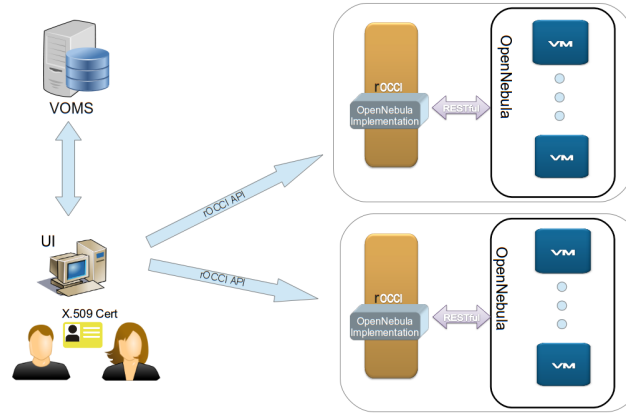 VOMS
UI
X.509 Cert
rOCCI API
rOCCI API
rOCCI
OpenNebula
Implementation
RESTful
OpenNebula
VM
VM
rOCCI
OpenNebula
Implementation
RESTful
OpenNebula
VM
VM